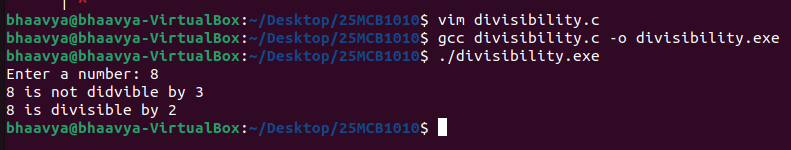 bhaavya@bhaavya-VirtualBox:~/Desktop/25MCB1010$ vim divisibility.c
bhaavya@bhaavya-VirtualBox:~/Desktop/25MCB1010$ gcc divisibility.c -o divisibility.exe
bhaavya@bhaavya-VirtualBox:~/Desktop/25MCB1010$ ./divisibility.exe
Enter a number: 8
8 is not didvible by 3
8 is divisible by 2
bhaavya@bhaavya-VirtualBox:~/Desktop/25MCB1010$